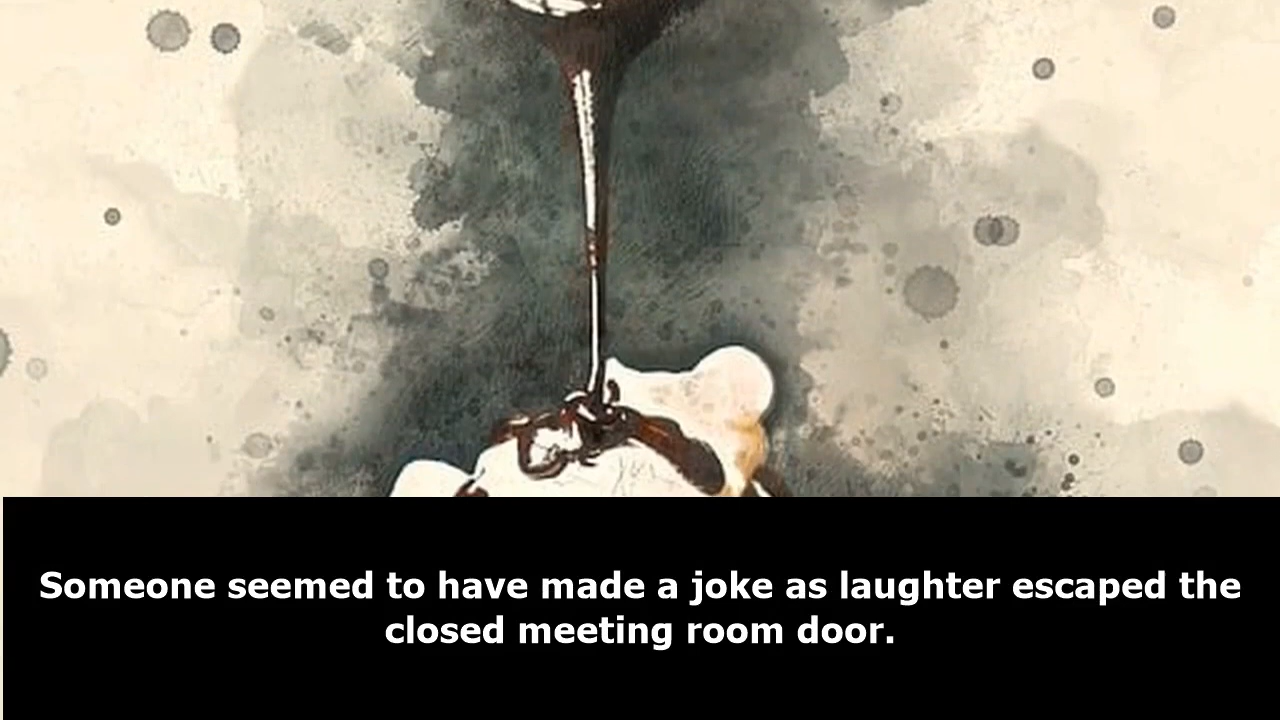 Someone seemed to have made a joke as laughter escaped the
closed meeting room door.